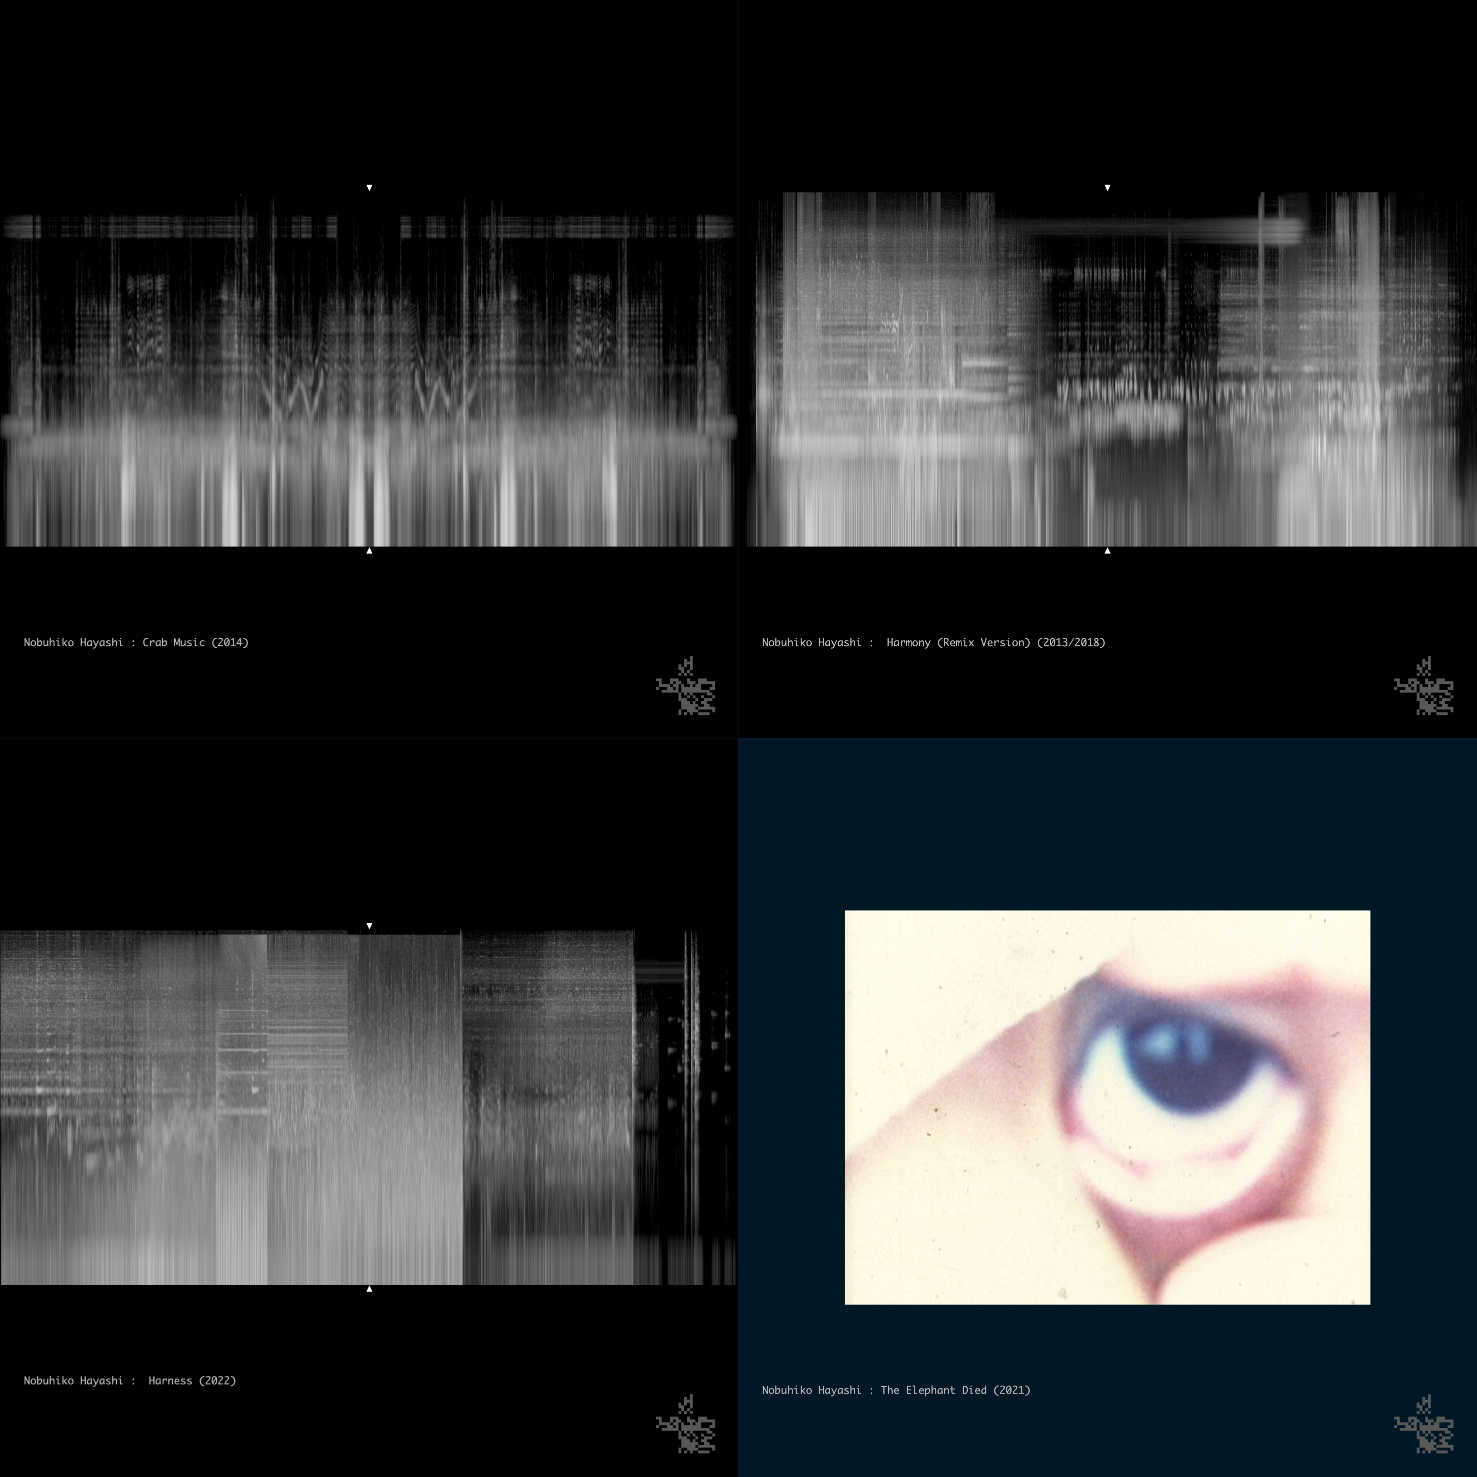 Nobuhiko Hayashi : Crab Music (2014)
Nobuhiko Hayashi :  Harmony (Remix Version) (2013/2018)
Nobuhiko Hayashi :  Harness (2022)
Nobuhiko Hayashi : The Elephant Died (2021)